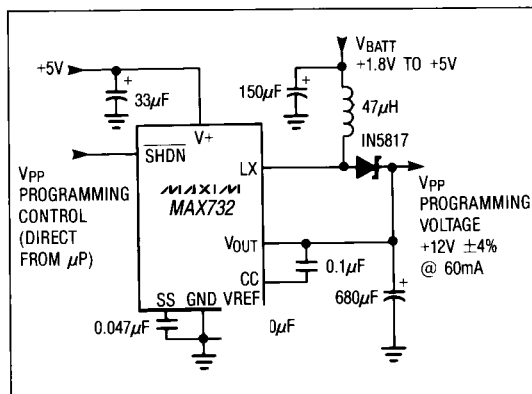 +5V
33µF
V+
SHDN
VPP
PROGRAMMING
CONTROL
(DIRECT
FROM µP)
MAXIM
MAX732
LX
VOUT
CC
SS GND VREF
0.047µF
0µF
VBATT
+1.8V TO +5V
150µF
47µH
IN5817
VPP
PROGRAMMING
VOLTAGE
+12V ±4%
@ 60mA
0.1µF
680µF